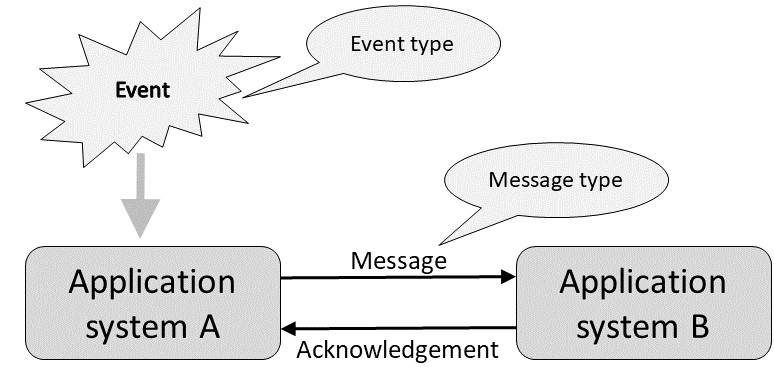 Event type
Event
Message type
Message
Application
system A
Application
system B
Acknowledgement